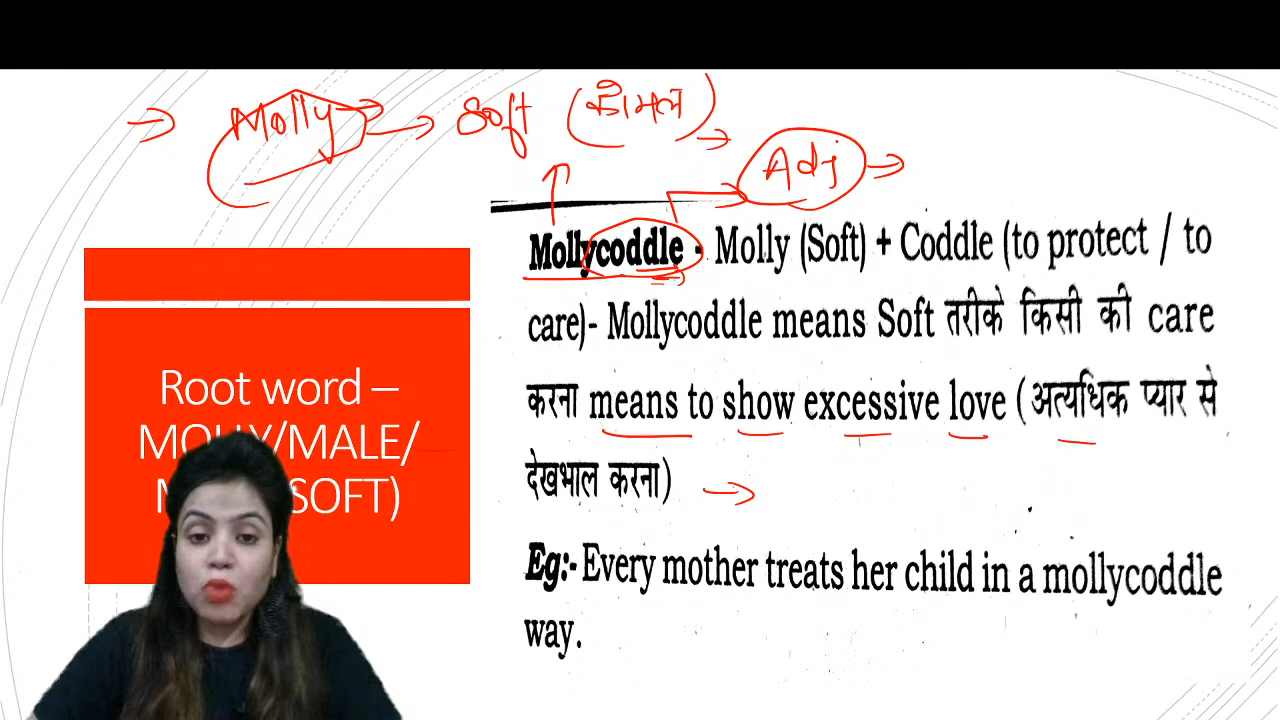 → Molly → Soft (कोमल) →
Adj →
Root word –
MOLLY/MALE/
SOFT)
Mollycoddle - Molly (Soft) + Coddle (to protect / to
care)- Mollycoddle means Soft तरीके किसी की care
करना means to show excessive love (अत्यधिक प्यार से
देखभाल करना) →
Eg:- Every mother treats her child in a mollycoddle
way.